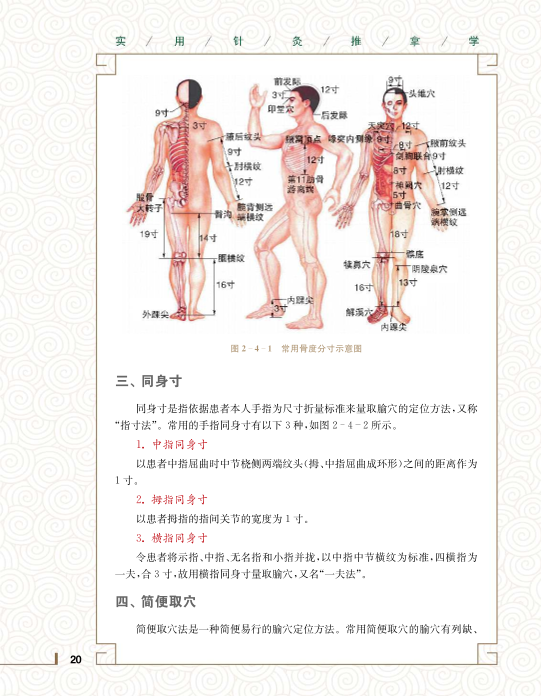 实 / 用 / 针 / 灸 / 推 / 拿 / 学
前发际
3寸
印堂穴
12寸
后发际
9寸
头维穴
9寸
3寸
腋后纹头
9寸
肘横纹
12寸
腋窝顶点
12寸
第11肋骨
游离端
天突穴
12寸
喙突内侧缘
8寸
9寸
腋前纹头
剑胸联合
9寸
8寸
肘横纹
神阙穴
12寸
5寸
曲骨穴
腕掌侧远
端横纹
股骨
大转子
臀沟
腕背侧远
端横纹
19寸
14寸
腘横纹
16寸
外踝尖
内踝尖
3寸
18寸
髌底
犊鼻穴
阴陵泉穴
16寸
13寸
解溪穴
内踝尖
图 2-4-1 常用骨度分寸示意图
三、同身寸
同身寸是指依据患者本人手指为尺寸折量标准来量取腧穴的定位方法,又称
“指寸法”。常用的手指同身寸有以下 3 种,如图 2-4-2 所示。
1. 中指同身寸
以患者中指屈曲时中节桡侧两端纹头(拇、中指屈曲成环形)之间的距离作为
1 寸。
2. 拇指同身寸
以患者拇指的指间关节的宽度为 1 寸。
3. 横指同身寸
令患者将示指、中指、无名指和小指并拢,以中指中节横纹为标准,四横指为
一夫,合 3 寸,故用横指同身寸量取腧穴,又名“一夫法”。
四、简便取穴
简便取穴法是一种简便易行的腧穴定位方法。常用简便取穴的腧穴有列缺、
20